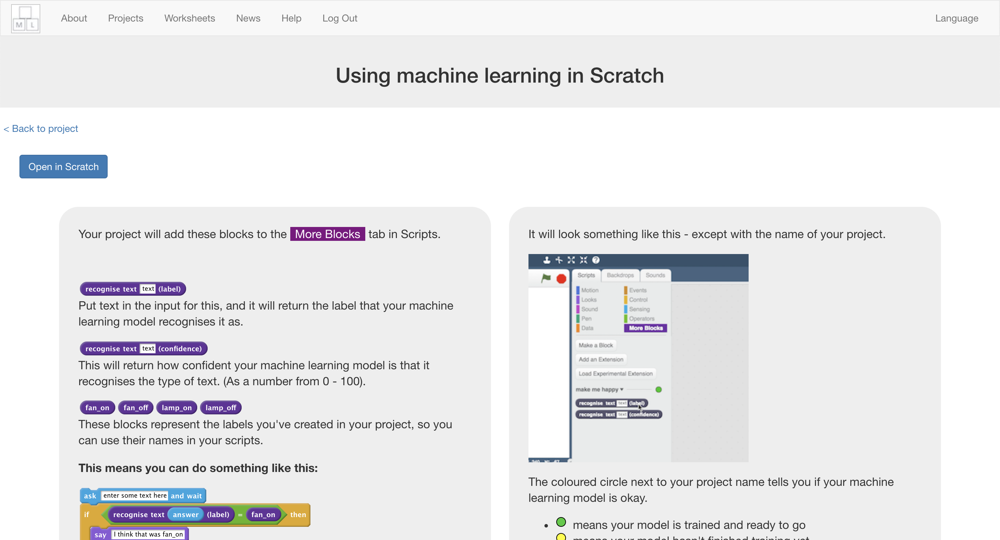 M L
About Projects Worksheets News Help Log Out Language
Using machine learning in Scratch
< Back to project
Open in Scratch
Your project will add these blocks to the More Blocks tab in Scripts.
recognise text text (label)
Put text in the input for this, and it will return the label that your machine
learning model recognises it as.
recognise text text (confidence)
This will return how confident your machine learning model is that it
recognises the type of text. (As a number from 0 - 100).
fan_on fan_off lamp_on lamp_off
These blocks represent the labels you've created in your project, so you
can use their names in your scripts.
This means you can do something like this:
ask enter some text here and wait
if recognise text answer (label) = fan_on then
say I think that was fan_on
It will look something like this - except with the name of your project.
Scripts Backdrops Sounds
Motion Events
Looks Control
Sound Sensing
Pen Operators
Data More Blocks
Make a Block
Add an Extension
Load Experimental Extension
make me happy
recognise text text (label)
recognise text text (confidence)
The coloured circle next to your project name tells you if your machine
learning model is okay.
means your model is trained and ready to go
means your model hasn't finished training yet